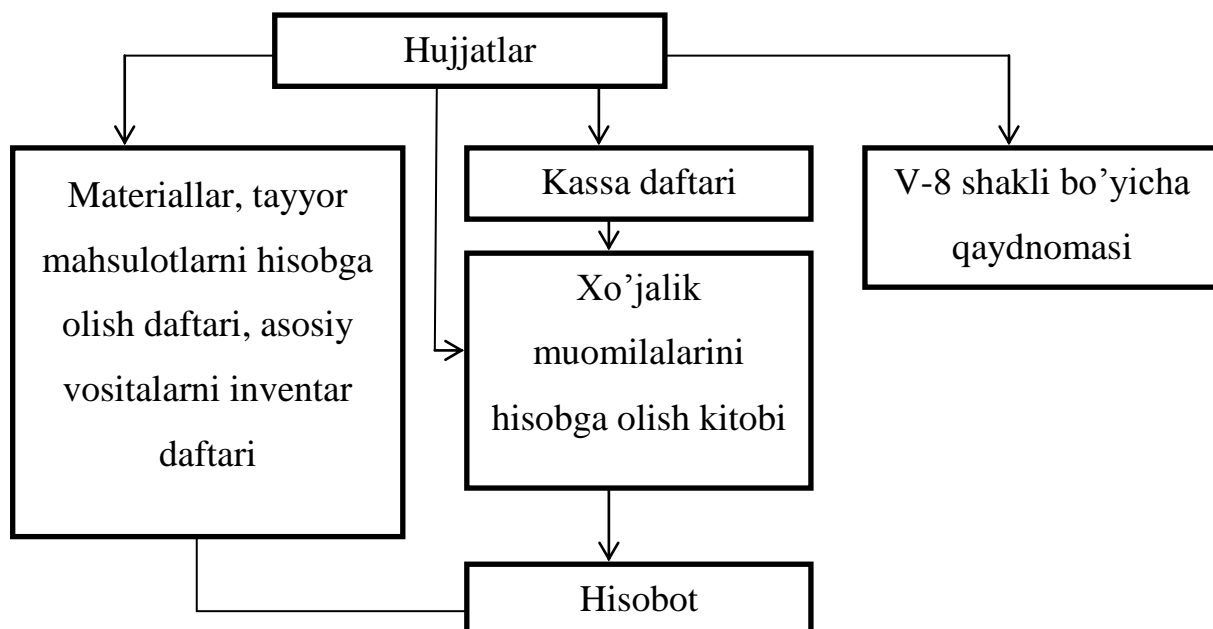 Hujjatlar
Materiallar, tayyor
mahsulotlarni hisobga
olish daftari, asosiy
vositalarni inventar
daftari
Kassa daftari
Xo’jalik
muomilalarini
hisobga olish kitobi
V-8 shakli bo’yicha
qaydnomasi
Hisobot